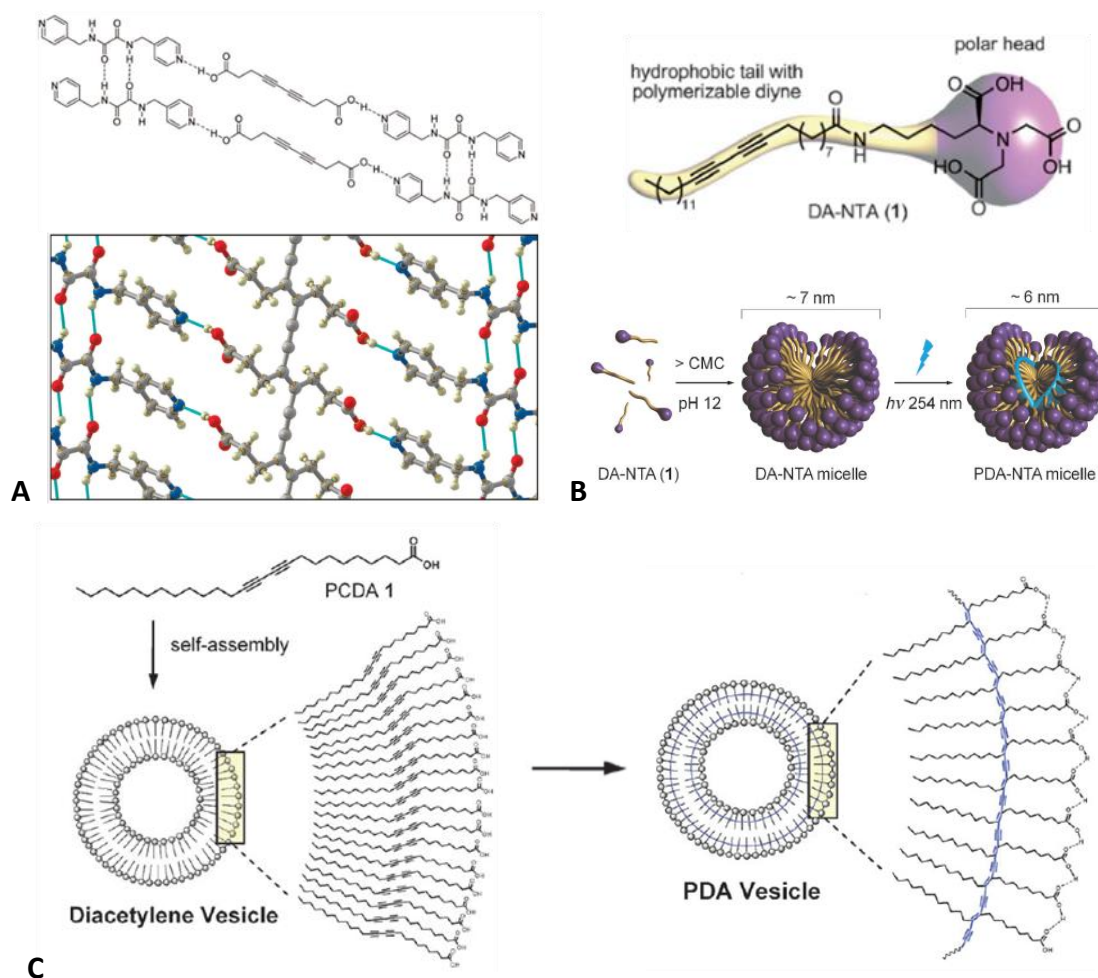 A
hydrophobic tail with
polymerizable diyne
polar head
DA-NTA (1)
~ 7 nm
~ 6 nm
> CMC
pH 12
hν 254 nm
DA-NTA (1)
DA-NTA micelle
PDA-NTA micelle
B
PCDA 1
self-assembly
Diacetylene Vesicle
PDA Vesicle
C